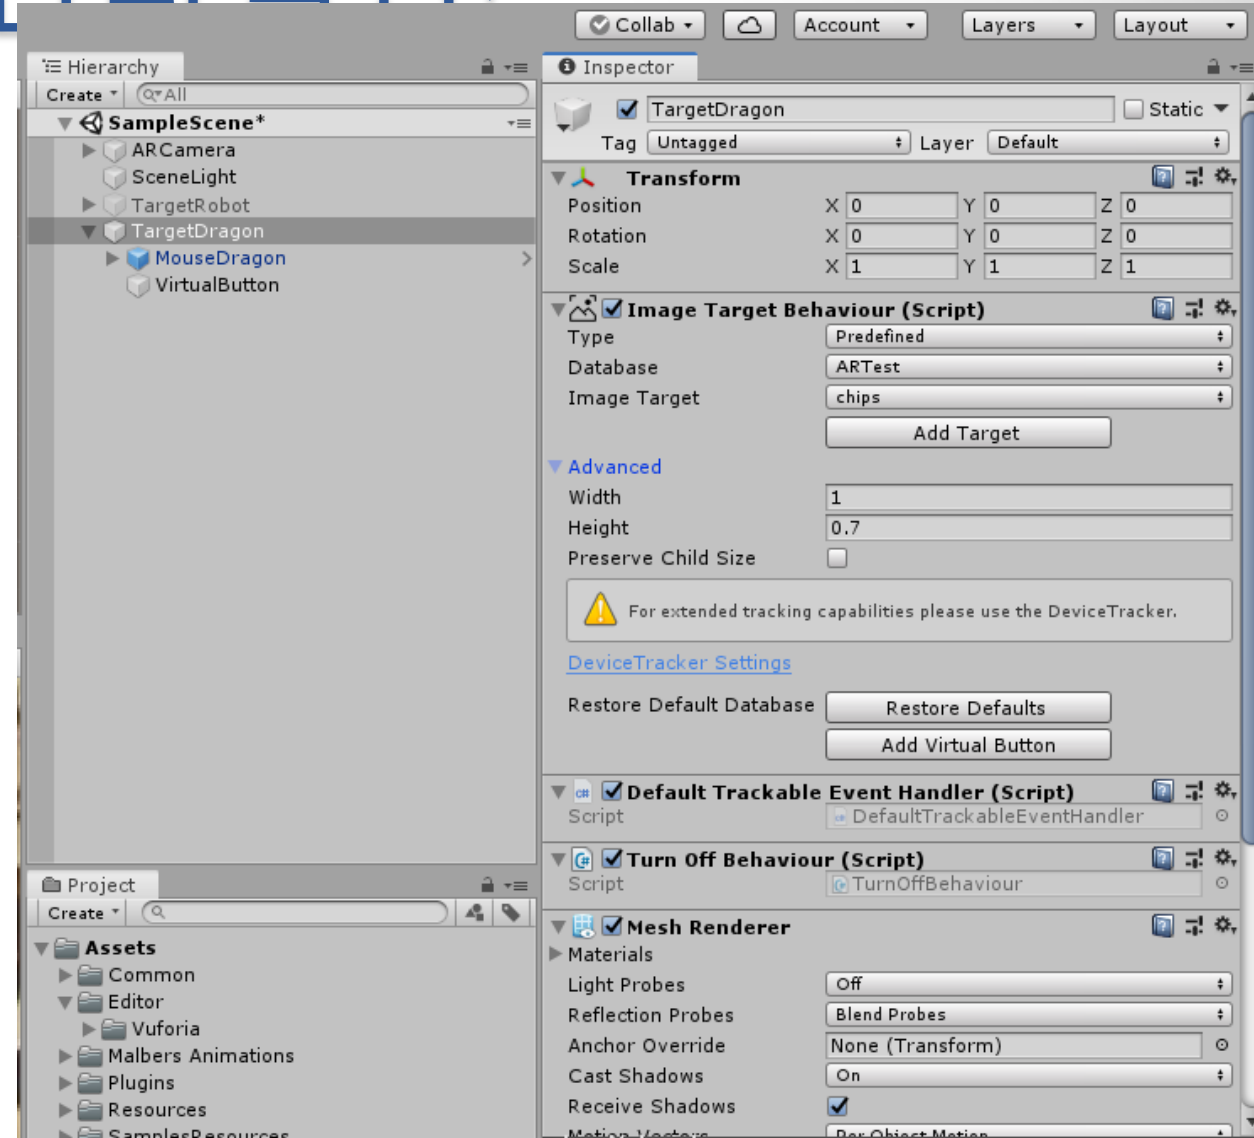 Collab
Account
Layers
Layout
Hierarchy
Create
All
SampleScene*
ARCamera
SceneLight
TargetRobot
TargetDragon
MouseDragon
VirtualButton
Project
Create
Assets
Common
Editor
Vuforia
Malbers Animations
Plugins
Resources
SamplesResources
Inspector
TargetDragon
Static
Tag Untagged Layer Default
Transform
Position X 0 Y 0 Z 0
Rotation X 0 Y 0 Z 0
Scale X 1 Y 1 Z 1
Image Target Behaviour (Script)
Type Predefined
Database ARTest
Image Target chips
Add Target
Advanced
Width 1
Height 0.7
Preserve Child Size
For extended tracking capabilities please use the DeviceTracker.
DeviceTracker Settings
Restore Default Database Restore Defaults
Add Virtual Button
Default Trackable Event Handler (Script)
Script DefaultTrackableEventHandler
Turn Off Behaviour (Script)
Script TurnOffBehaviour
Mesh Renderer
Materials
Light Probes Off
Reflection Probes Blend Probes
Anchor Override None (Transform)
Cast Shadows On
Receive Shadows
Motion Vectors Per Object Motion